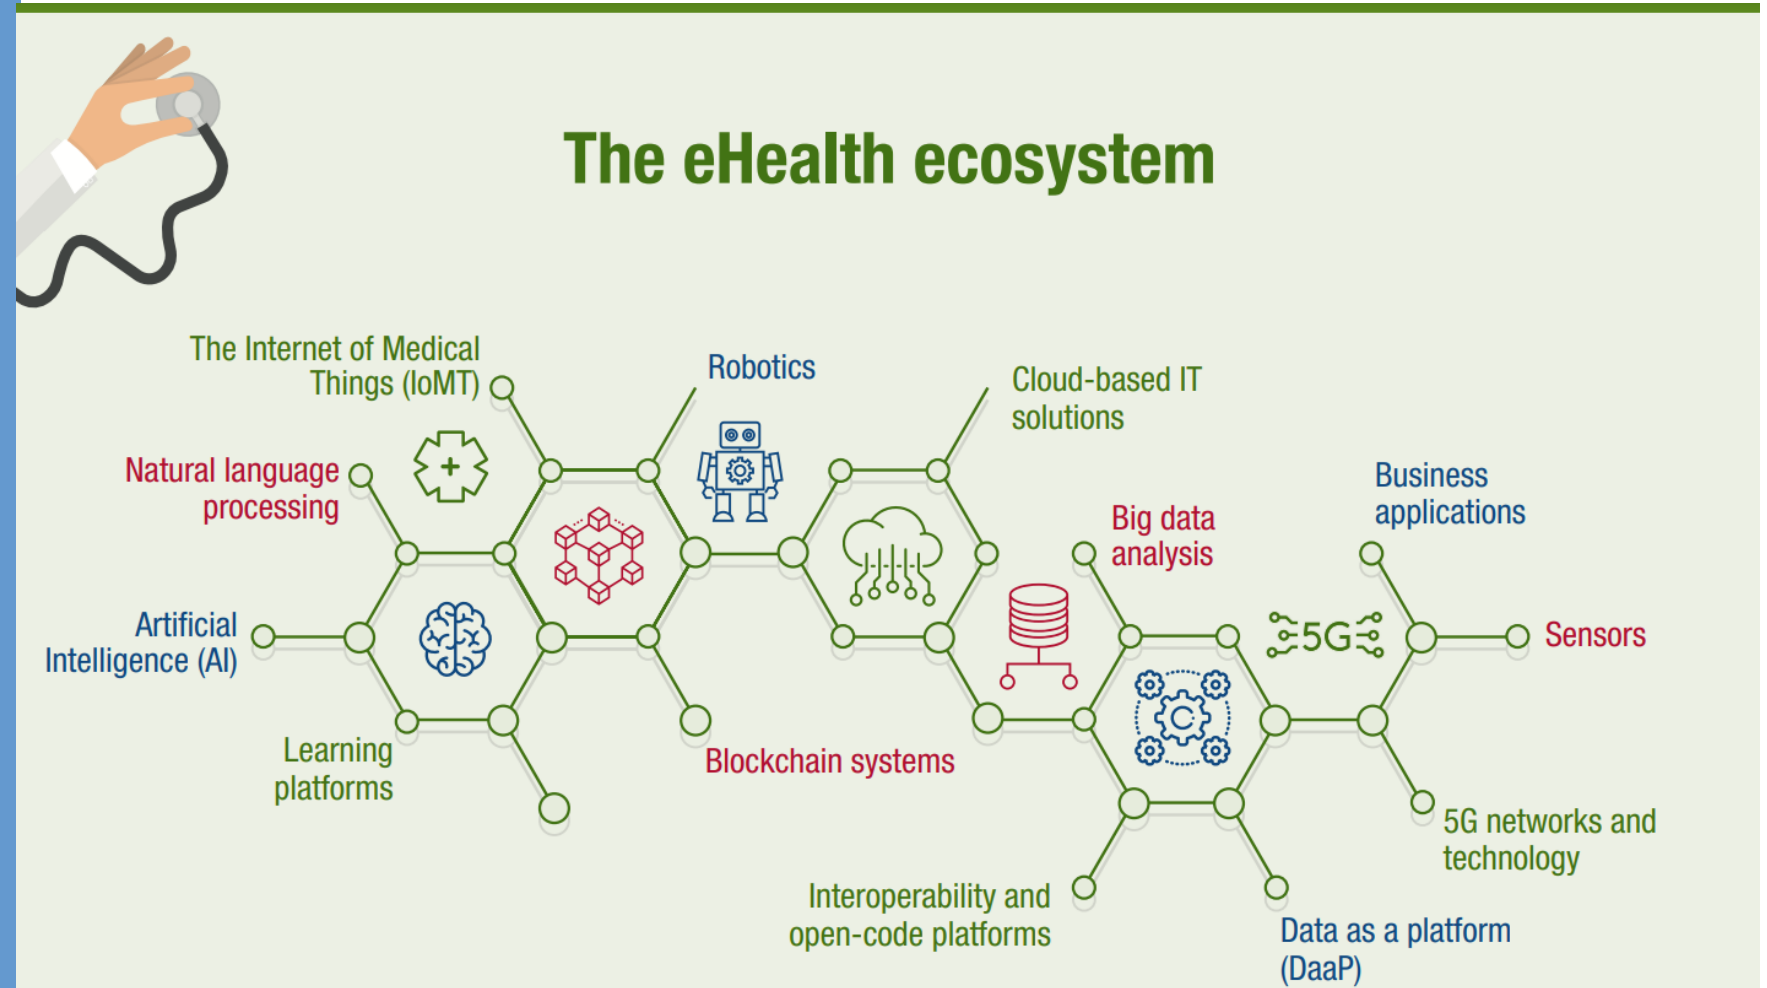 The eHealth ecosystem
The Internet of Medical
Things (IoMT)
Robotics
Cloud-based IT
solutions
Natural language
processing
Business
applications
Big data
analysis
Artificial
Intelligence (AI)
5G
Sensors
Learning
platforms
Blockchain systems
5G networks and
technology
Interoperability and
open-code platforms
Data as a platform
(DaaP)